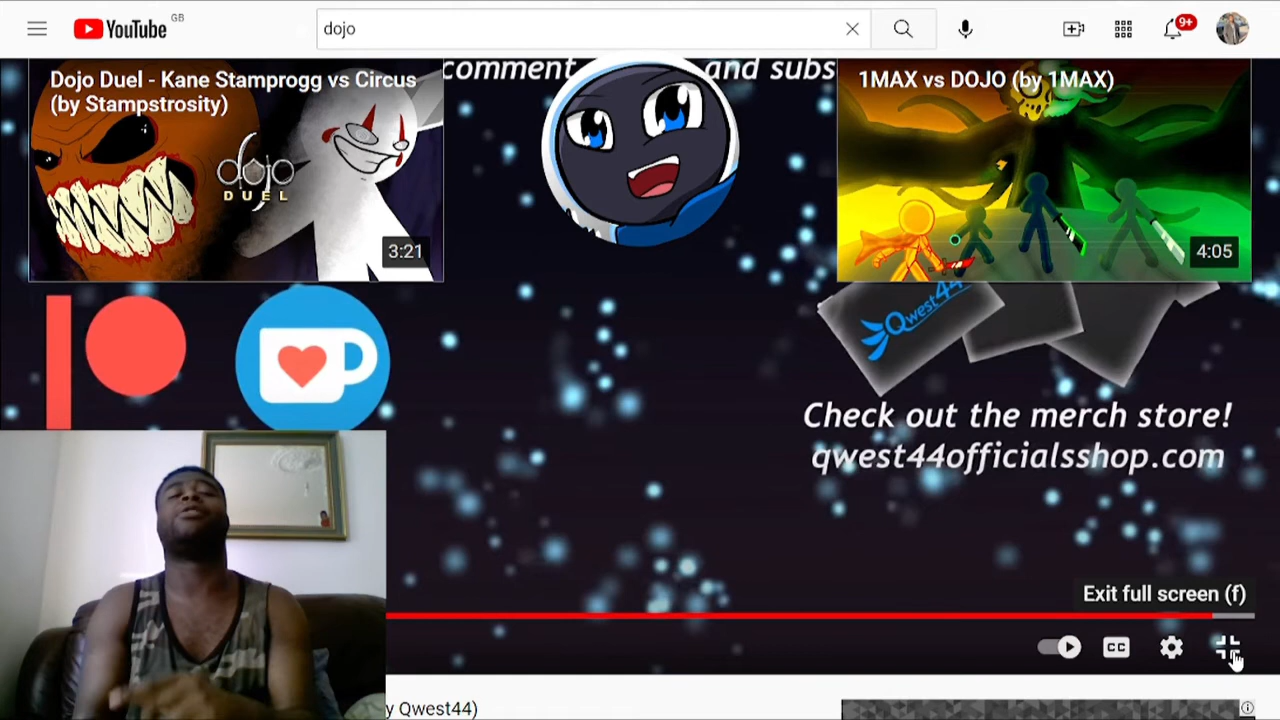 YouTube GB
dojo
9+
comment and subs
Dojo Duel - Kane Stamprogg vs Circus
(by Stampstrosity)
dojo
DUEL
3:21
1MAX vs DOJO (by 1MAX)
4:05
Qwest44
Check out the merch store!
qwest44officialsshop.com
Exit full screen (f)
CC
y Qwest44)